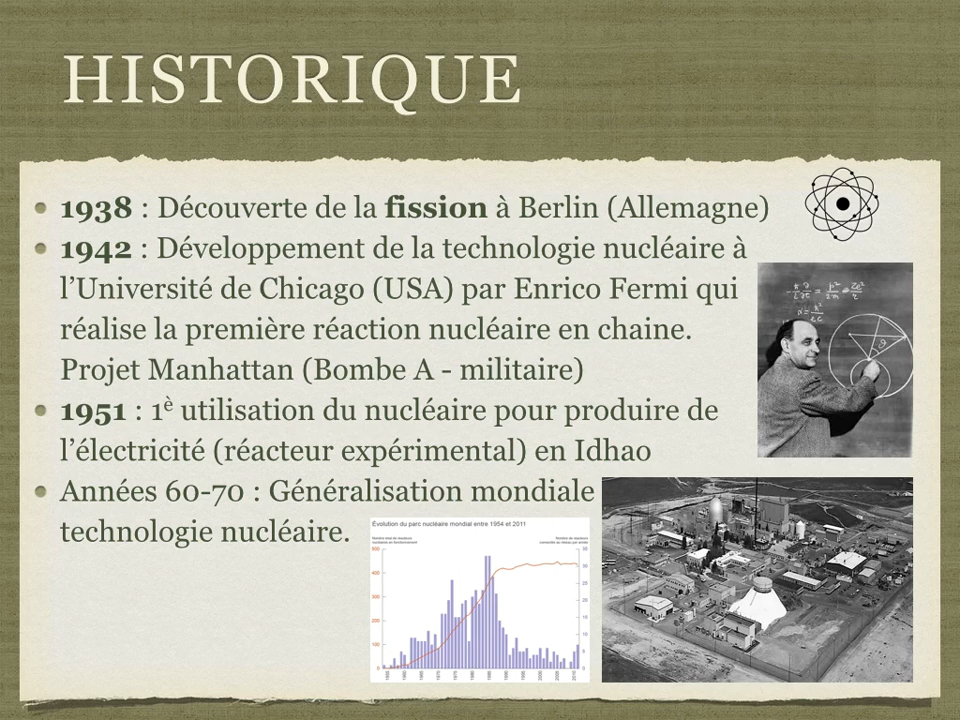 HISTORIQUE
1938 : Découverte de la fission à Berlin (Allemagne)
1942 : Développement de la technologie nucléaire à
l’Université de Chicago (USA) par Enrico Fermi qui
réalise la première réaction nucléaire en chaine.
Projet Manhattan (Bombe A - militaire)
1951 : 1è utilisation du nucléaire pour produire de
l’électricité (réacteur expérimental) en Idhao
Années 60-70 : Généralisation mondiale
technologie nucléaire.
Évolution du parc nucléaire mondial entre 1954 et 2011